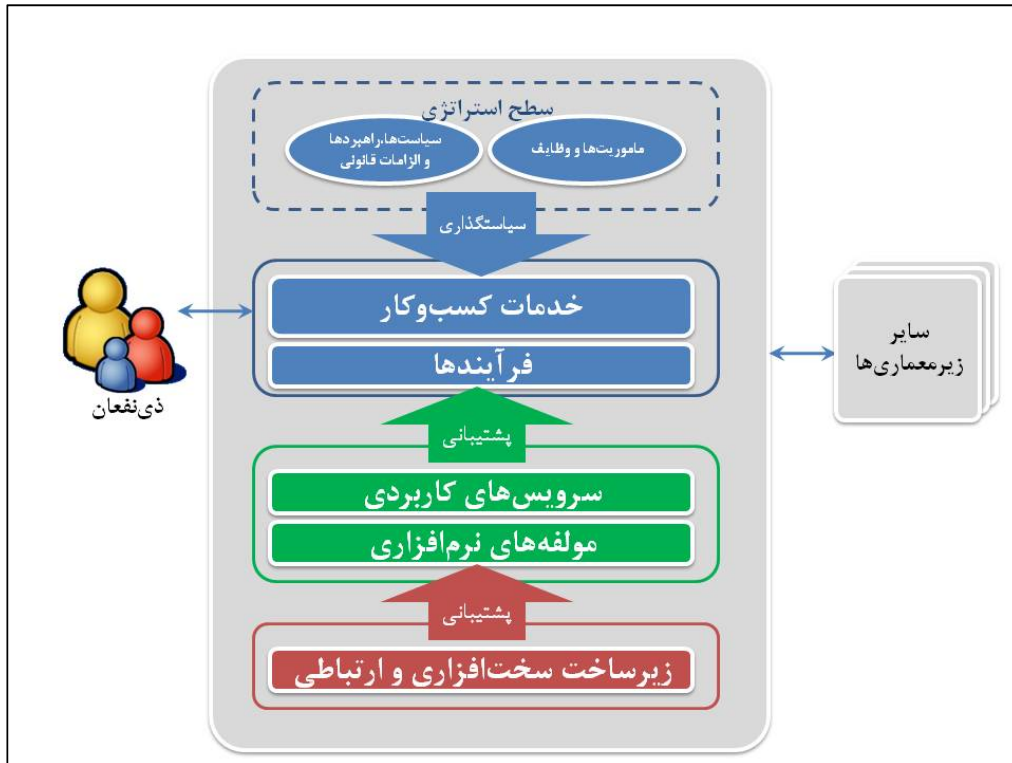 سطح استراتژی
ماموریت‌ها و وظایف
سیاست‌ها،راهبردها
و الزامات قانونی
سیاستگذاری
خدمات کسب‌وکار
فرآیندها
ذی‌نفعان
سایر
زیرمعماری‌ها
پشتیبانی
سرویس‌های کاربردی
مولفه‌های نرم‌افزاری
پشتیبانی
زیرساخت سخت‌افزاری و ارتباطی